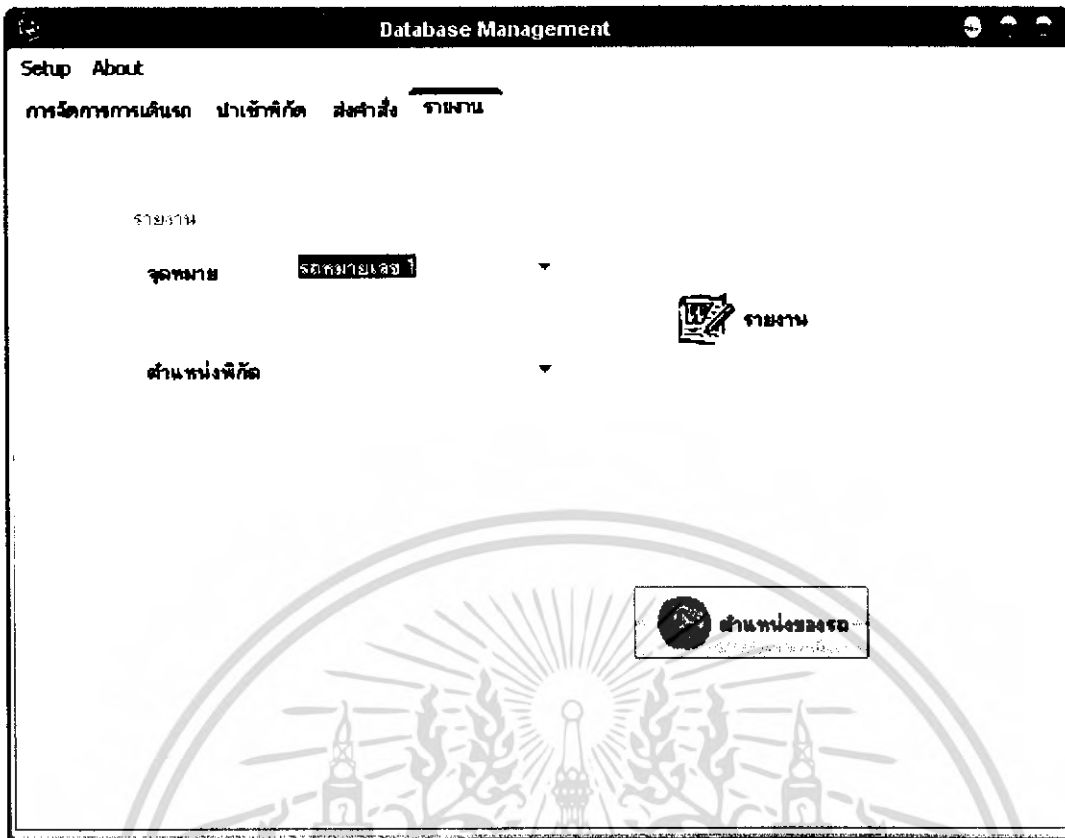 Database Management
Setup About
การจัดการการเดินรถ นำเข้าพิกัด ส่งคำสั่ง รายงาน
รายงาน
จุดหมาย รถหมายเลข 1
รายงาน
ตำแหน่งพิกัด
ตำแหน่งของรถ